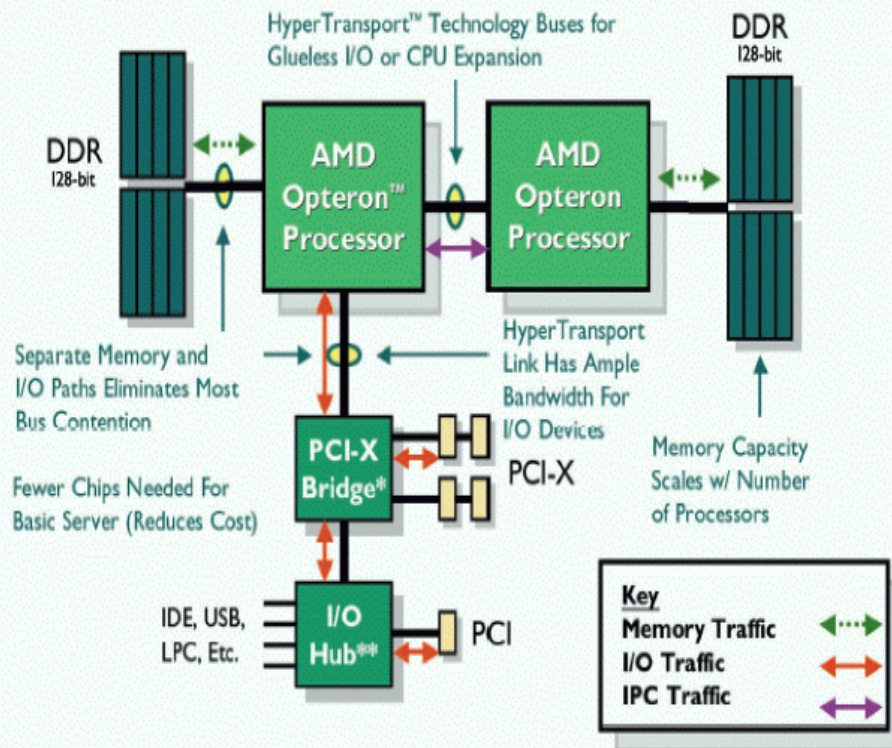 HyperTransport™ Technology Buses for
Glueless I/O or CPU Expansion
DDR
128-bit
DDR
128-bit
AMD
Opteron™
Processor
AMD
Opteron
Processor
Separate Memory and
I/O Paths Eliminates Most
Bus Contention
HyperTransport
Link Has Ample
Bandwidth For
I/O Devices
Memory Capacity
Scales w/ Number
of Processors
PCI-X
Bridge*
PCI-X
Fewer Chips Needed For
Basic Server (Reduces Cost)
IDE, USB,
LPC, Etc.
I/O
Hub**
PCI
Key
Memory Traffic
I/O Traffic
IPC Traffic